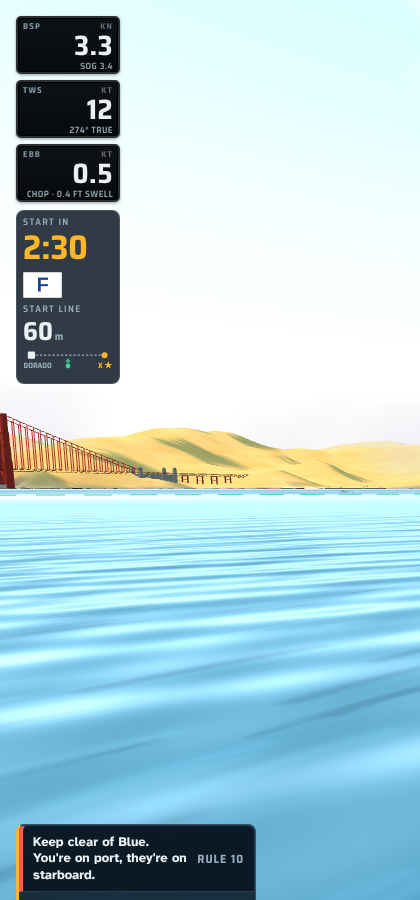 BSP KN
3.3
SOG 3.4
TWS KT
12
274° TRUE
EBB KT
0.5
CHOP · 0.4 FT SWELL
START IN
2:30
F
START LINE
60 m
DORADO X ★
Keep clear of Blue.
You're on port, they're on starboard.
RULE 10